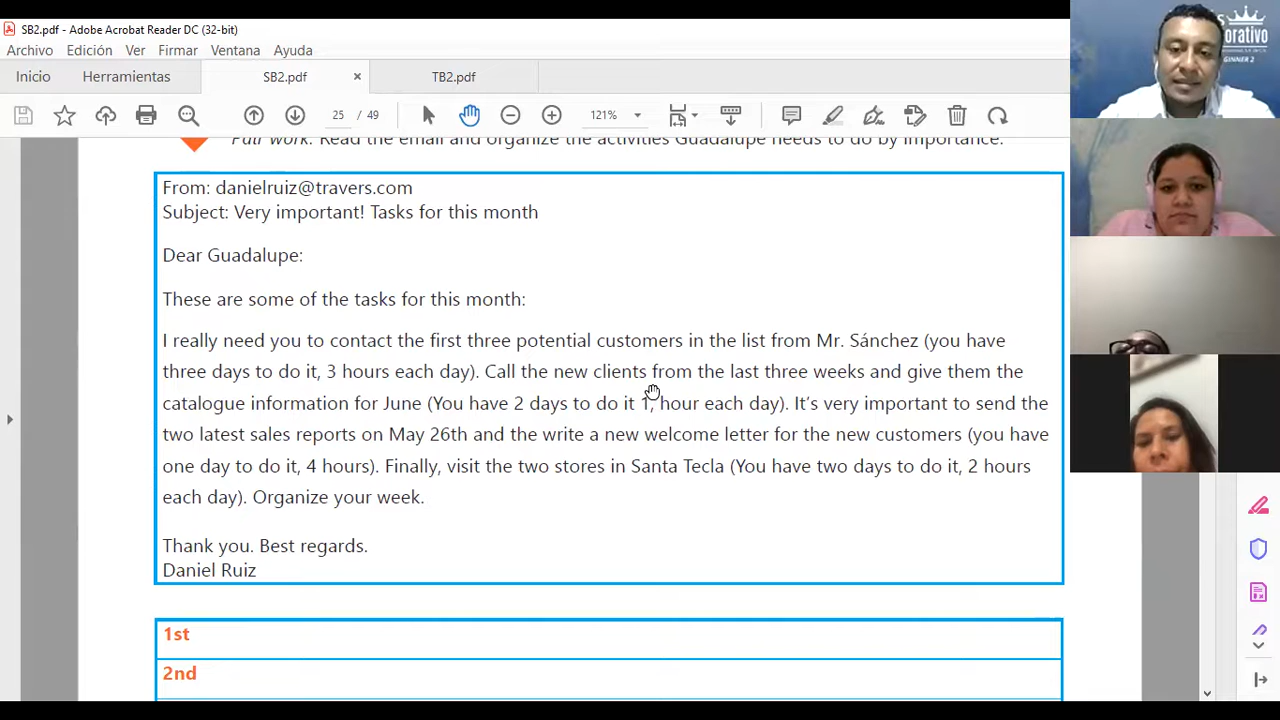 SB2.pdf - Adobe Acrobat Reader DC (32-bit)
Archivo Edición Ver Firmar Ventana Ayuda
Inicio Herramientas SB2.pdf × TB2.pdf
25 / 49 121%
orativo
GINNER 2
Read the email and organize the activities Guadalupe needs to do by importance.
From: danielruiz@travers.com
Subject: Very important! Tasks for this month
Dear Guadalupe:
These are some of the tasks for this month:
I really need you to contact the first three potential customers in the list from Mr. Sánchez (you have
three days to do it, 3 hours each day). Call the new clients from the last three weeks and give them the
catalogue information for June (You have 2 days to do it 1, hour each day). It's very important to send the
two latest sales reports on May 26th and the write a new welcome letter for the new customers (you have
one day to do it, 4 hours). Finally, visit the two stores in Santa Tecla (You have two days to do it, 2 hours
each day). Organize your week.
Thank you. Best regards.
Daniel Ruiz
1st
2nd